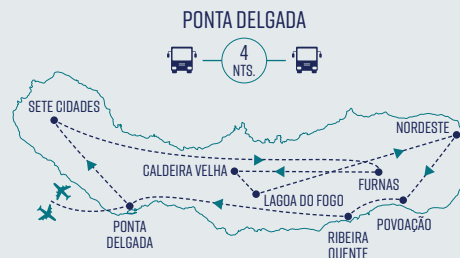 PONTA DELGADA
4
NTS.
SETE CIDADES
NORDESTE
CALDEIRA VELHA
FURNAS
LAGOA DO FOGO
POVOAÇÃO
PONTA
DELGADA
RIBEIRA
QUENTE